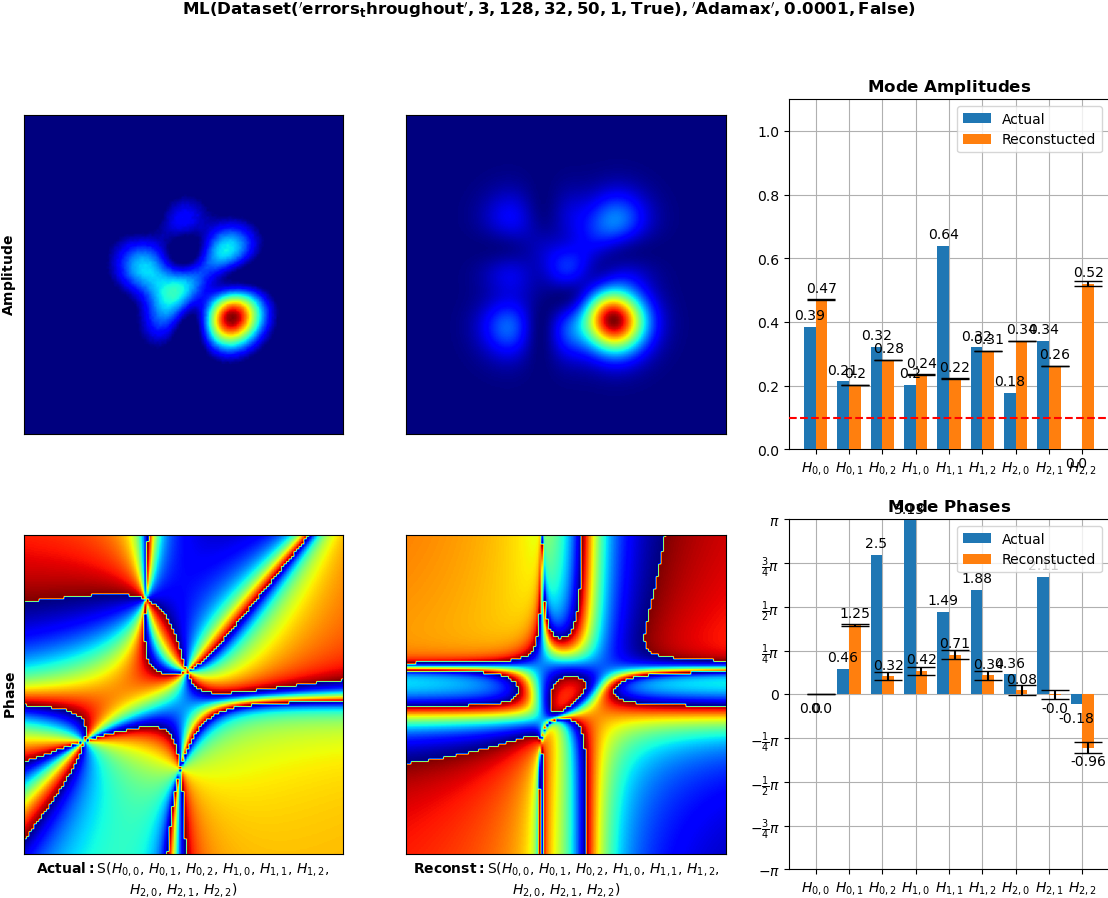 ML(Dataset('errors_throughout', 3, 128, 32, 50, 1, True), 'Adamax', 0.0001, False)
Amplitude
Mode Amplitudes
Actual
Reconstucted
1.0
0.8
0.6
0.4
0.2
0.0
0.39
0.47
0.21
0.2
0.32
0.28
0.2
0.24
0.64
0.22
0.32
0.31
0.18
0.34
0.34
0.26
0.0
0.52
H0,0 H0,1 H0,2 H1,0 H1,1 H1,2 H2,0 H2,1 H2,2
Phase
Mode Phases
Actual
Reconstucted
π
3/4π
1/2π
1/4π
0
−1/4π
−1/2π
−3/4π
−π
0.0
0.0
0.46
1.25
2.5
0.32
0.42
1.49
0.71
1.88
0.34
0.36
0.08
-0.0
-0.18
-0.96
H0,0 H0,1 H0,2 H1,0 H1,1 H1,2 H2,0 H2,1 H2,2
Actual: S(H0,0, H0,1, H0,2, H1,0, H1,1, H1,2,
H2,0, H2,1, H2,2)
Reconst: S(H0,0, H0,1, H0,2, H1,0, H1,1, H1,2,
H2,0, H2,1, H2,2)